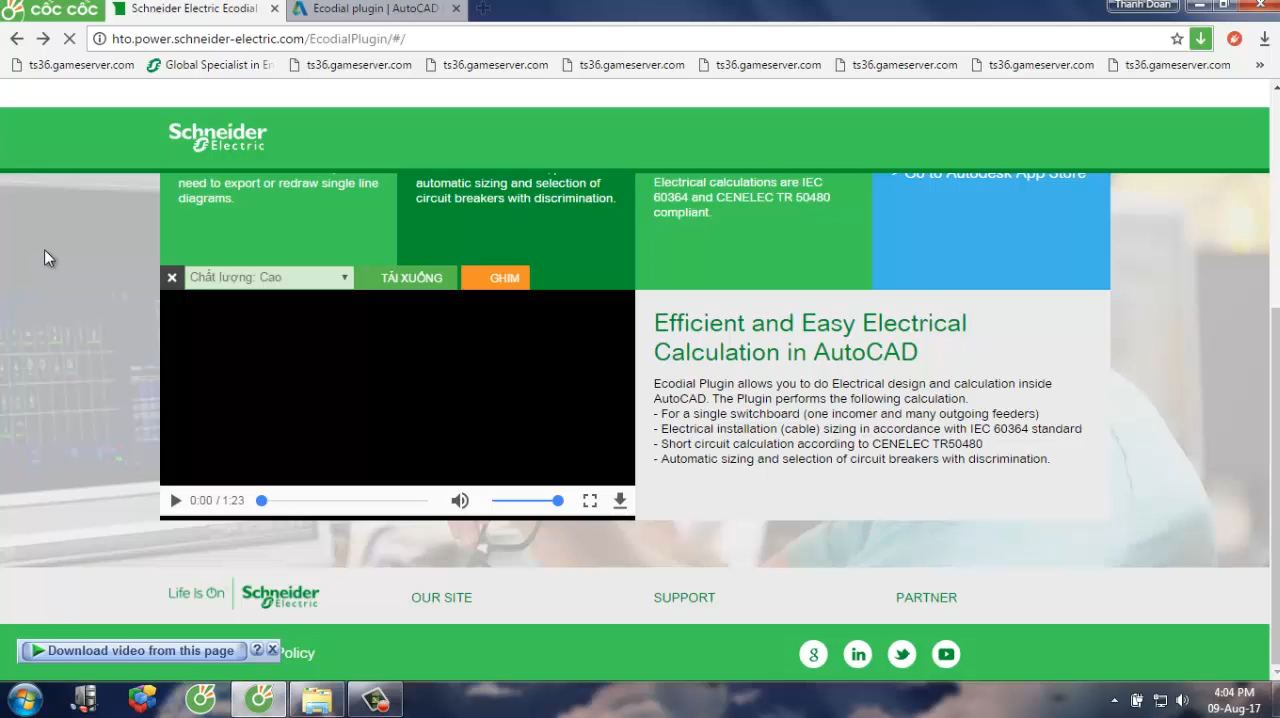 cốc cốc
Schneider Electric Ecodial
Ecodial plugin | AutoCAD
Thanh Doan
hto.power.schneider-electric.com/EcodialPlugin/#/
ts36.gameserver.com
Global Specialist in En
ts36.gameserver.com
ts36.gameserver.com
ts36.gameserver.com
ts36.gameserver.com
ts36.gameserver.com
ts36.gameserver.com
ts36.gameserver.com
»
Schneider
Electric
need to export or redraw single line
diagrams.
automatic sizing and selection of
circuit breakers with discrimination.
Electrical calculations are IEC
60364 and CENELEC TR 50480
compliant.
> Go to Autodesk App Store
Chất lượng: Cao
TẢI XUỐNG
GHIM
0:00 / 1:23
Efficient and Easy Electrical
Calculation in AutoCAD
Ecodial Plugin allows you to do Electrical design and calculation inside
AutoCAD. The Plugin performs the following calculation.
- For a single switchboard (one incomer and many outgoing feeders)
- Electrical installation (cable) sizing in accordance with IEC 60364 standard
- Short circuit calculation according to CENELEC TR50480
- Automatic sizing and selection of circuit breakers with discrimination.
Life Is On
Schneider
Electric
OUR SITE
SUPPORT
PARTNER
Download video from this page
?
Policy
8
in
4:04 PM
09-Aug-17